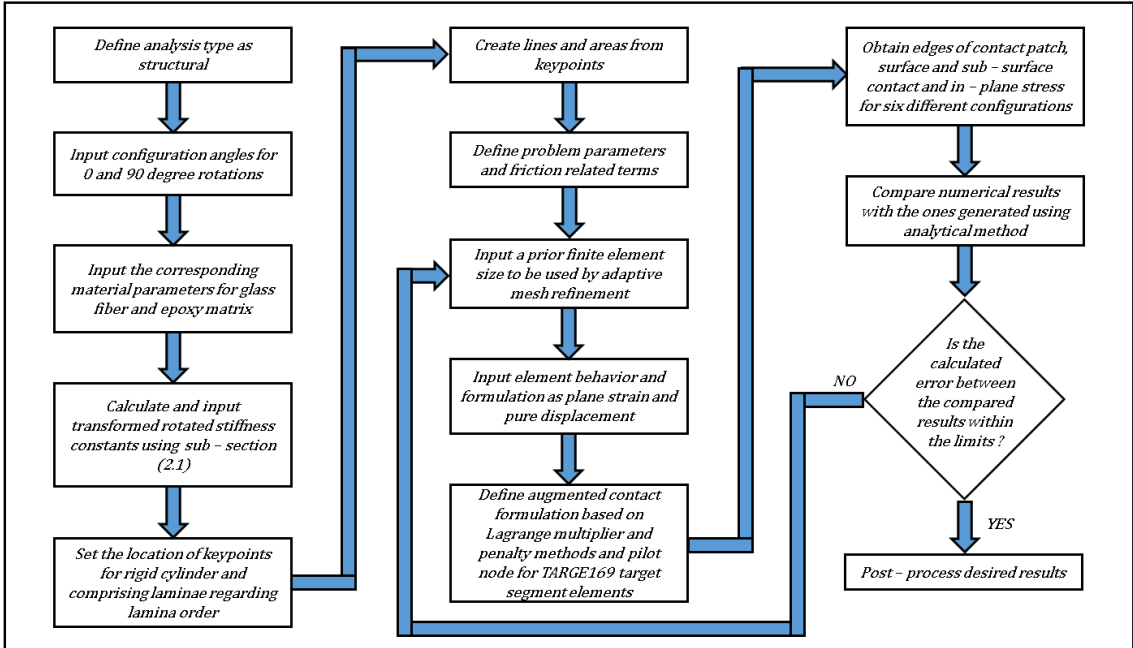 Define analysis type as
structural
Input configuration angles for
0 and 90 degree rotations
Input the corresponding
material parameters for glass
fiber and epoxy matrix
Calculate and input
transformed rotated stiffness
constants using sub – section
(2.1)
Set the location of keypoints
for rigid cylinder and
comprising laminae regarding
lamina order
Create lines and areas from
keypoints
Define problem parameters
and friction related terms
Input a prior finite element
size to be used by adaptive
mesh refinement
Input element behavior and
formulation as plane strain and
pure displacement
Define augmented contact
formulation based on
Lagrange multiplier and
penalty methods and pilot
node for TARGE169 target
segment elements
Obtain edges of contact patch,
surface and sub – surface
contact and in – plane stress
for six different configurations
Compare numerical results
with the ones generated using
analytical method
Is the
calculated
error between
the compared
results within
the limits ?
NO
YES
Post – process desired results